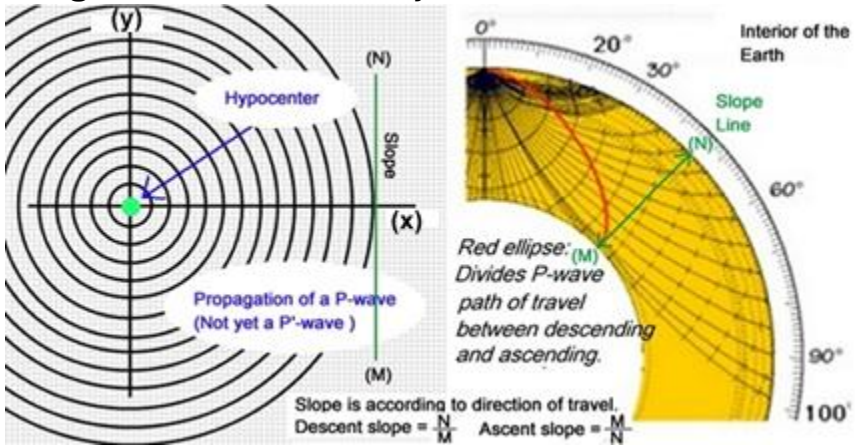 (y)
(N)
Hypocenter
Slope
(x)
Propagation of a P-wave
(Not yet a P'-wave )
(M)
0°
20°
30°
60°
90°
100°
Interior of the
Earth
Slope
Line
(N)
(M)
Red ellipse:
Divides P-wave
path of travel
between descending
and ascending.
Slope is according to direction of travel.
Descent slope = N/M Ascent slope = M/N